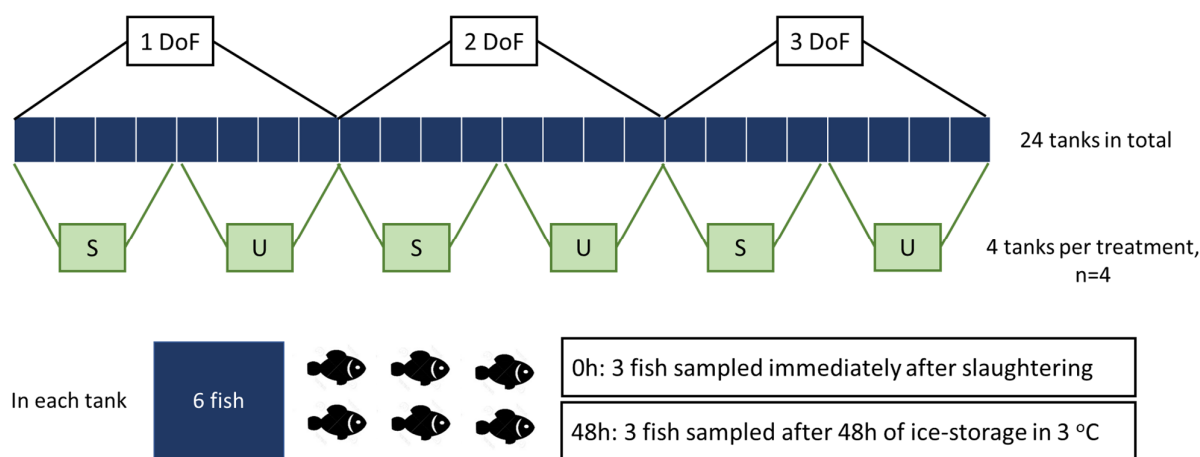 1 DoF
2 DoF
3 DoF
24 tanks in total
S
U
S
U
S
U
4 tanks per treatment,
n=4
In each tank
6 fish
0h: 3 fish sampled immediately after slaughtering
48h: 3 fish sampled after 48h of ice-storage in 3 °C